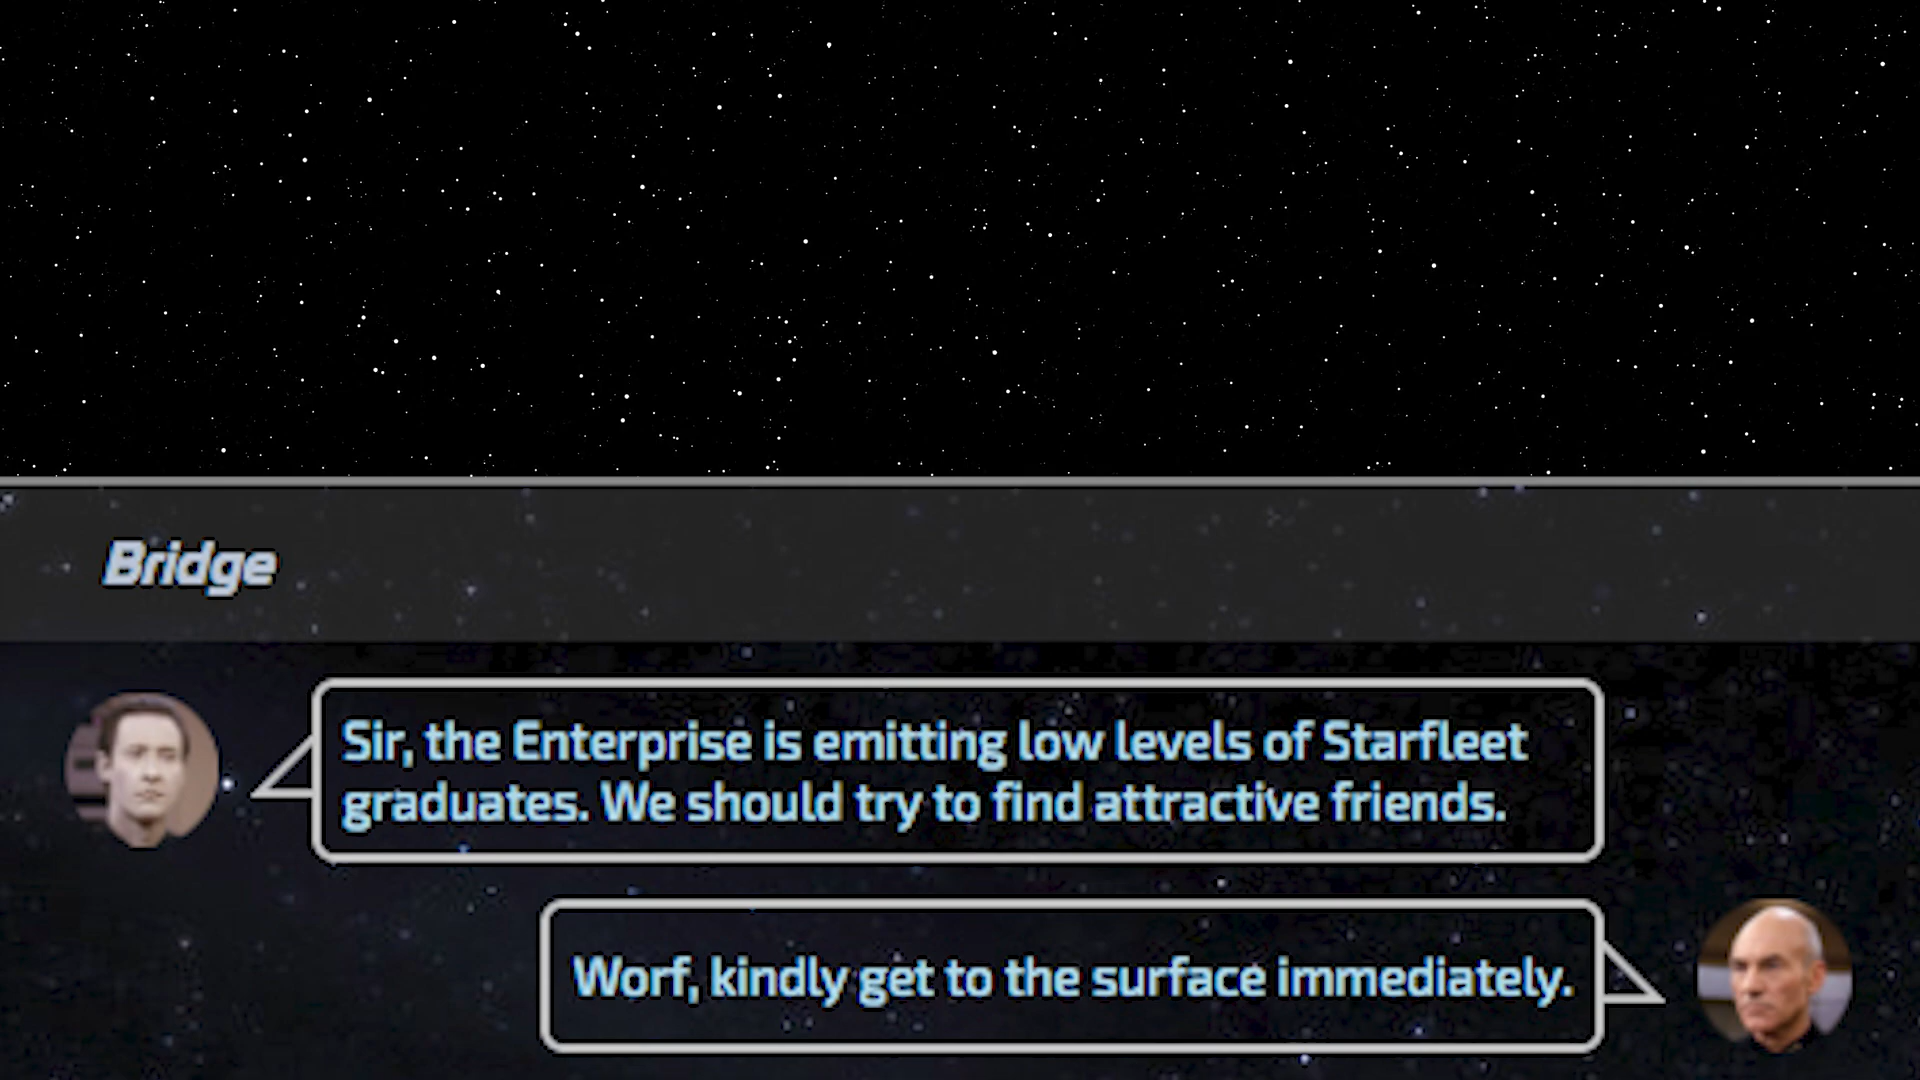 Bridge
Sir, the Enterprise is emitting low levels of Starfleet
graduates. We should try to find attractive friends.
Worf, kindly get to the surface immediately.